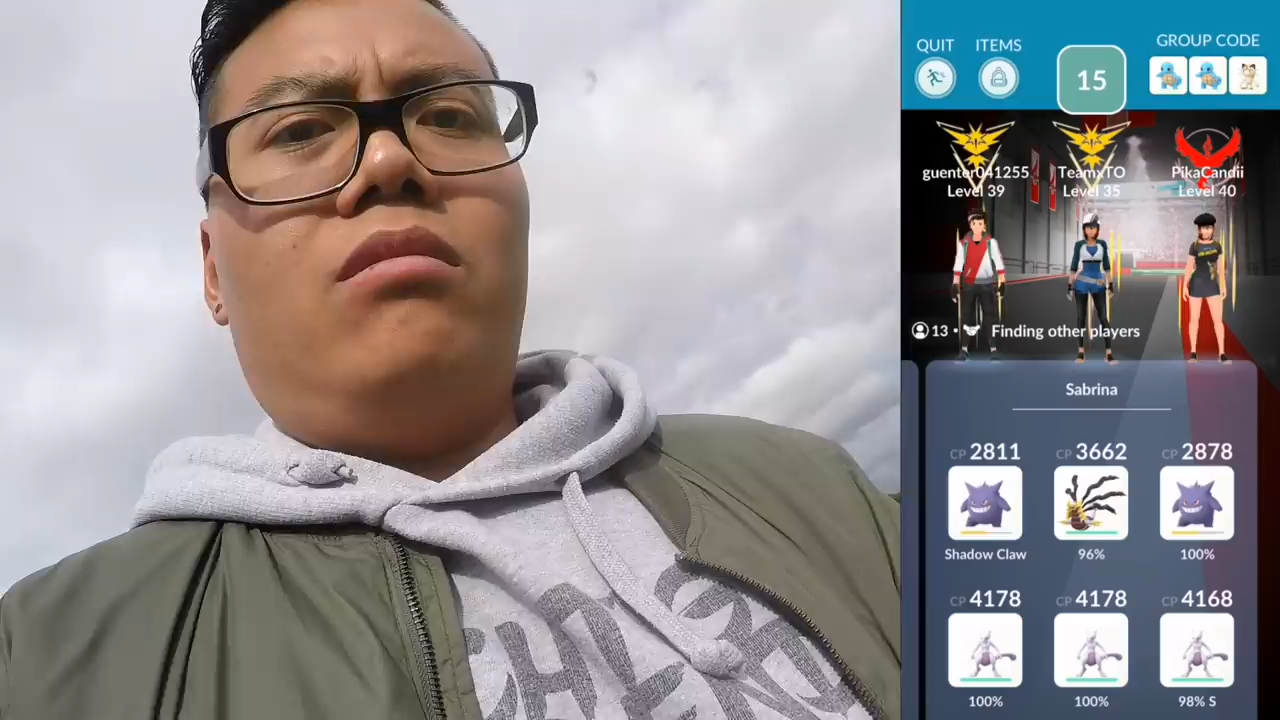 QUIT
ITEMS
15
GROUP CODE
guenter041255
Level 39
TeamxTO
Level 35
PikaCandii
Level 40
13 • Finding other players
Sabrina
CP 2811
CP 3662
CP 2878
Shadow Claw
96%
100%
CP 4178
CP 4178
CP 4168
100%
100%
98% S